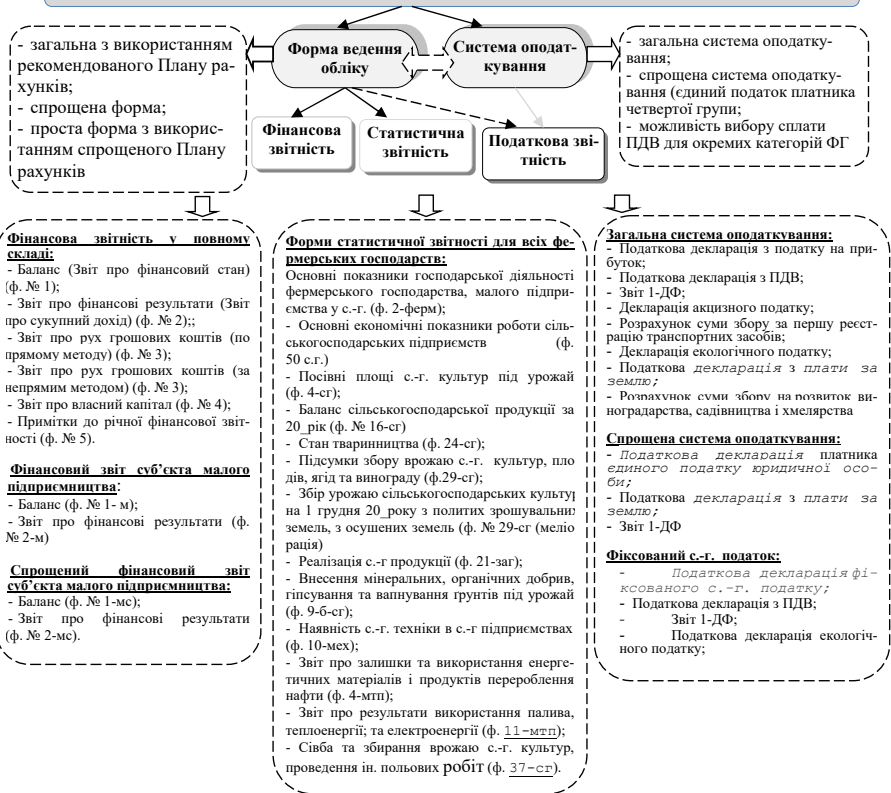 - загальна з використанням
рекомендованого Плану ра-
хунків;
- спрощена форма;
- проста форма з викорис-
танням спрощеного Плану
рахунків
Форма ведення
обліку
Система оподат-
кування
- загальна система оподатку-
вання;
- спрощена система оподатку-
вання (єдиний податок платника
четвертої групи;
- можливість вибору сплати
ПДВ для окремих категорій ФГ
Фінансова
звітність
Статистична
звітність
Податкова зві-
тність
Фінансова звітність у повному
складі:
- Баланс (Звіт про фінансовий стан)
(ф. № 1);
- Звіт про фінансові результати (Звіт
про сукупний дохід) (ф. № 2);;
- Звіт про рух грошових коштів (по
прямому методу) (ф. № 3);
- Звіт про рух грошових коштів (за
непрямим методом) (ф. № 3);
- Звіт про власний капітал (ф. № 4);
- Примітки до річної фінансової звіт-
ності (ф. № 5).
Фінансовий звіт суб’єкта малого
підприємництва:
- Баланс (ф. № 1- м);
- Звіт про фінансові результати (ф.
№ 2-м)
Спрощений фінансовий звіт
суб’єкта малого підприємництва:
- Баланс (ф. № 1-мс);
- Звіт про фінансові результати
(ф. № 2-мс).
Форми статистичної звітності для всіх фе-
рмерських господарств:
Основні показники господарської діяльності
фермерського господарства, малого підпри-
ємства у с.-г. (ф. 2-ферм);
- Основні економічні показники роботи сіль-
ськогосподарських підприємств (ф.
50 с.г.)
- Посівні площі с.-г. культур під урожай
(ф. 4-сг);
- Баланс сільськогосподарської продукції за
20_рік (ф. № 16-сг)
- Стан тваринництва (ф. 24-сг);
- Підсумки збору врожаю с.-г. культур, пло
дів, ягід та винограду (ф.29-сг);
- Збір урожаю сільськогосподарських культур
на 1 грудня 20_року з политих зрошувальних
земель, з осушених земель (ф. № 29-сг (меліо
рація)
- Реалізація с.-г продукції (ф. 21-заг);
- Внесення мінеральних, органічних добрив,
гіпсування та вапнування ґрунтів під урожай
(ф. 9-б-сг);
- Наявність с.-г. техніки в с.-г підприємствах
(ф. 10-мех);
- Звіт про залишки та використання енерге-
тичних матеріалів і продуктів перероблення
нафти (ф. 4-мтп);
- Звіт про результати використання палива,
теплоенергії; та електроенергії (ф. 11-мтп);
- Сівба та збирання врожаю с.-г. культур,
проведення ін. польових робіт (ф. 37-сг).
Загальна система оподаткування:
- Податкова декларація з податку на при-
буток;
- Податкова декларація з ПДВ;
- Звіт 1-ДФ;
- Декларація акцизного податку;
- Розрахунок суми збору за першу реєст-
рацію транспортних засобів;
- Декларація екологічного податку;
- Податкова декларація з плати за
землю;
- Розрахунок суми збору на розвиток ви-
ноградарства, садівництва і хмелярства
Спрощена система оподаткування:
- Податкова декларація платника
єдиного податку юридичної осо-
би;
- Податкова декларація з плати за
землю;
- Звіт 1-ДФ
Фіксований с.-г. податок:
- Податкова декларація фі-
ксованого с.-г. податку;
- Податкова декларація з ПДВ;
- Звіт 1-ДФ;
- Податкова декларація екологіч-
ного податку;